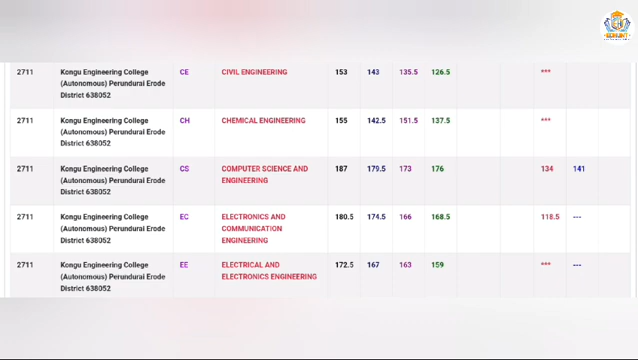 2711 Kongu Engineering College CE CIVIL ENGINEERING 153 143 135.5 126.5 ***
(Autonomous) Perundurai Erode
District 638052
2711 Kongu Engineering College CH CHEMICAL ENGINEERING 155 142.5 151.5 137.5 ***
(Autonomous) Perundurai Erode
District 638052
2711 Kongu Engineering College CS COMPUTER SCIENCE AND 187 179.5 173 176 134 141
(Autonomous) Perundurai Erode ENGINEERING
District 638052
2711 Kongu Engineering College EC ELECTRONICS AND 180.5 174.5 166 168.5 118.5 ---
(Autonomous) Perundurai Erode COMMUNICATION
District 638052 ENGINEERING
2711 Kongu Engineering College EE ELECTRICAL AND 172.5 167 163 159 *** ---
(Autonomous) Perundurai Erode ELECTRONICS ENGINEERING
District 638052